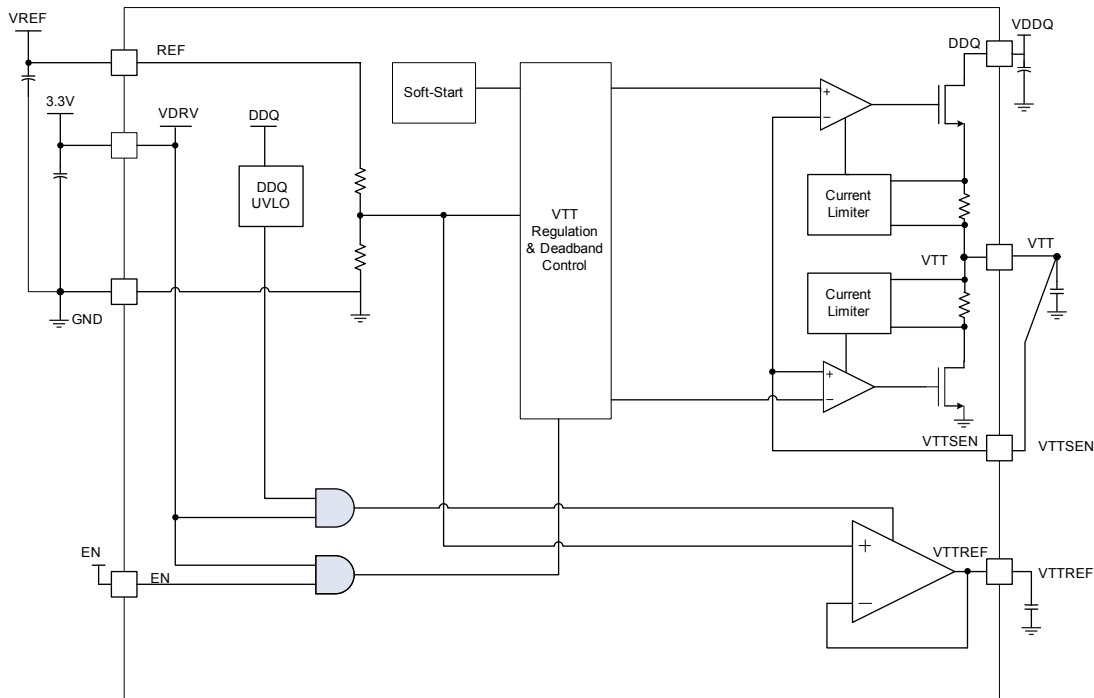 VREF
REF
3.3V
VDRV
DDQ
DDQ
UVLO
GND
EN
EN
Soft-Start
VTT
Regulation
& Deadband
Control
+
−
Current
Limiter
DDQ
VDDQ
VTT
VTT
Current
Limiter
+
−
VTTSEN
VTTSEN
+
−
VTTREF
VTTREF